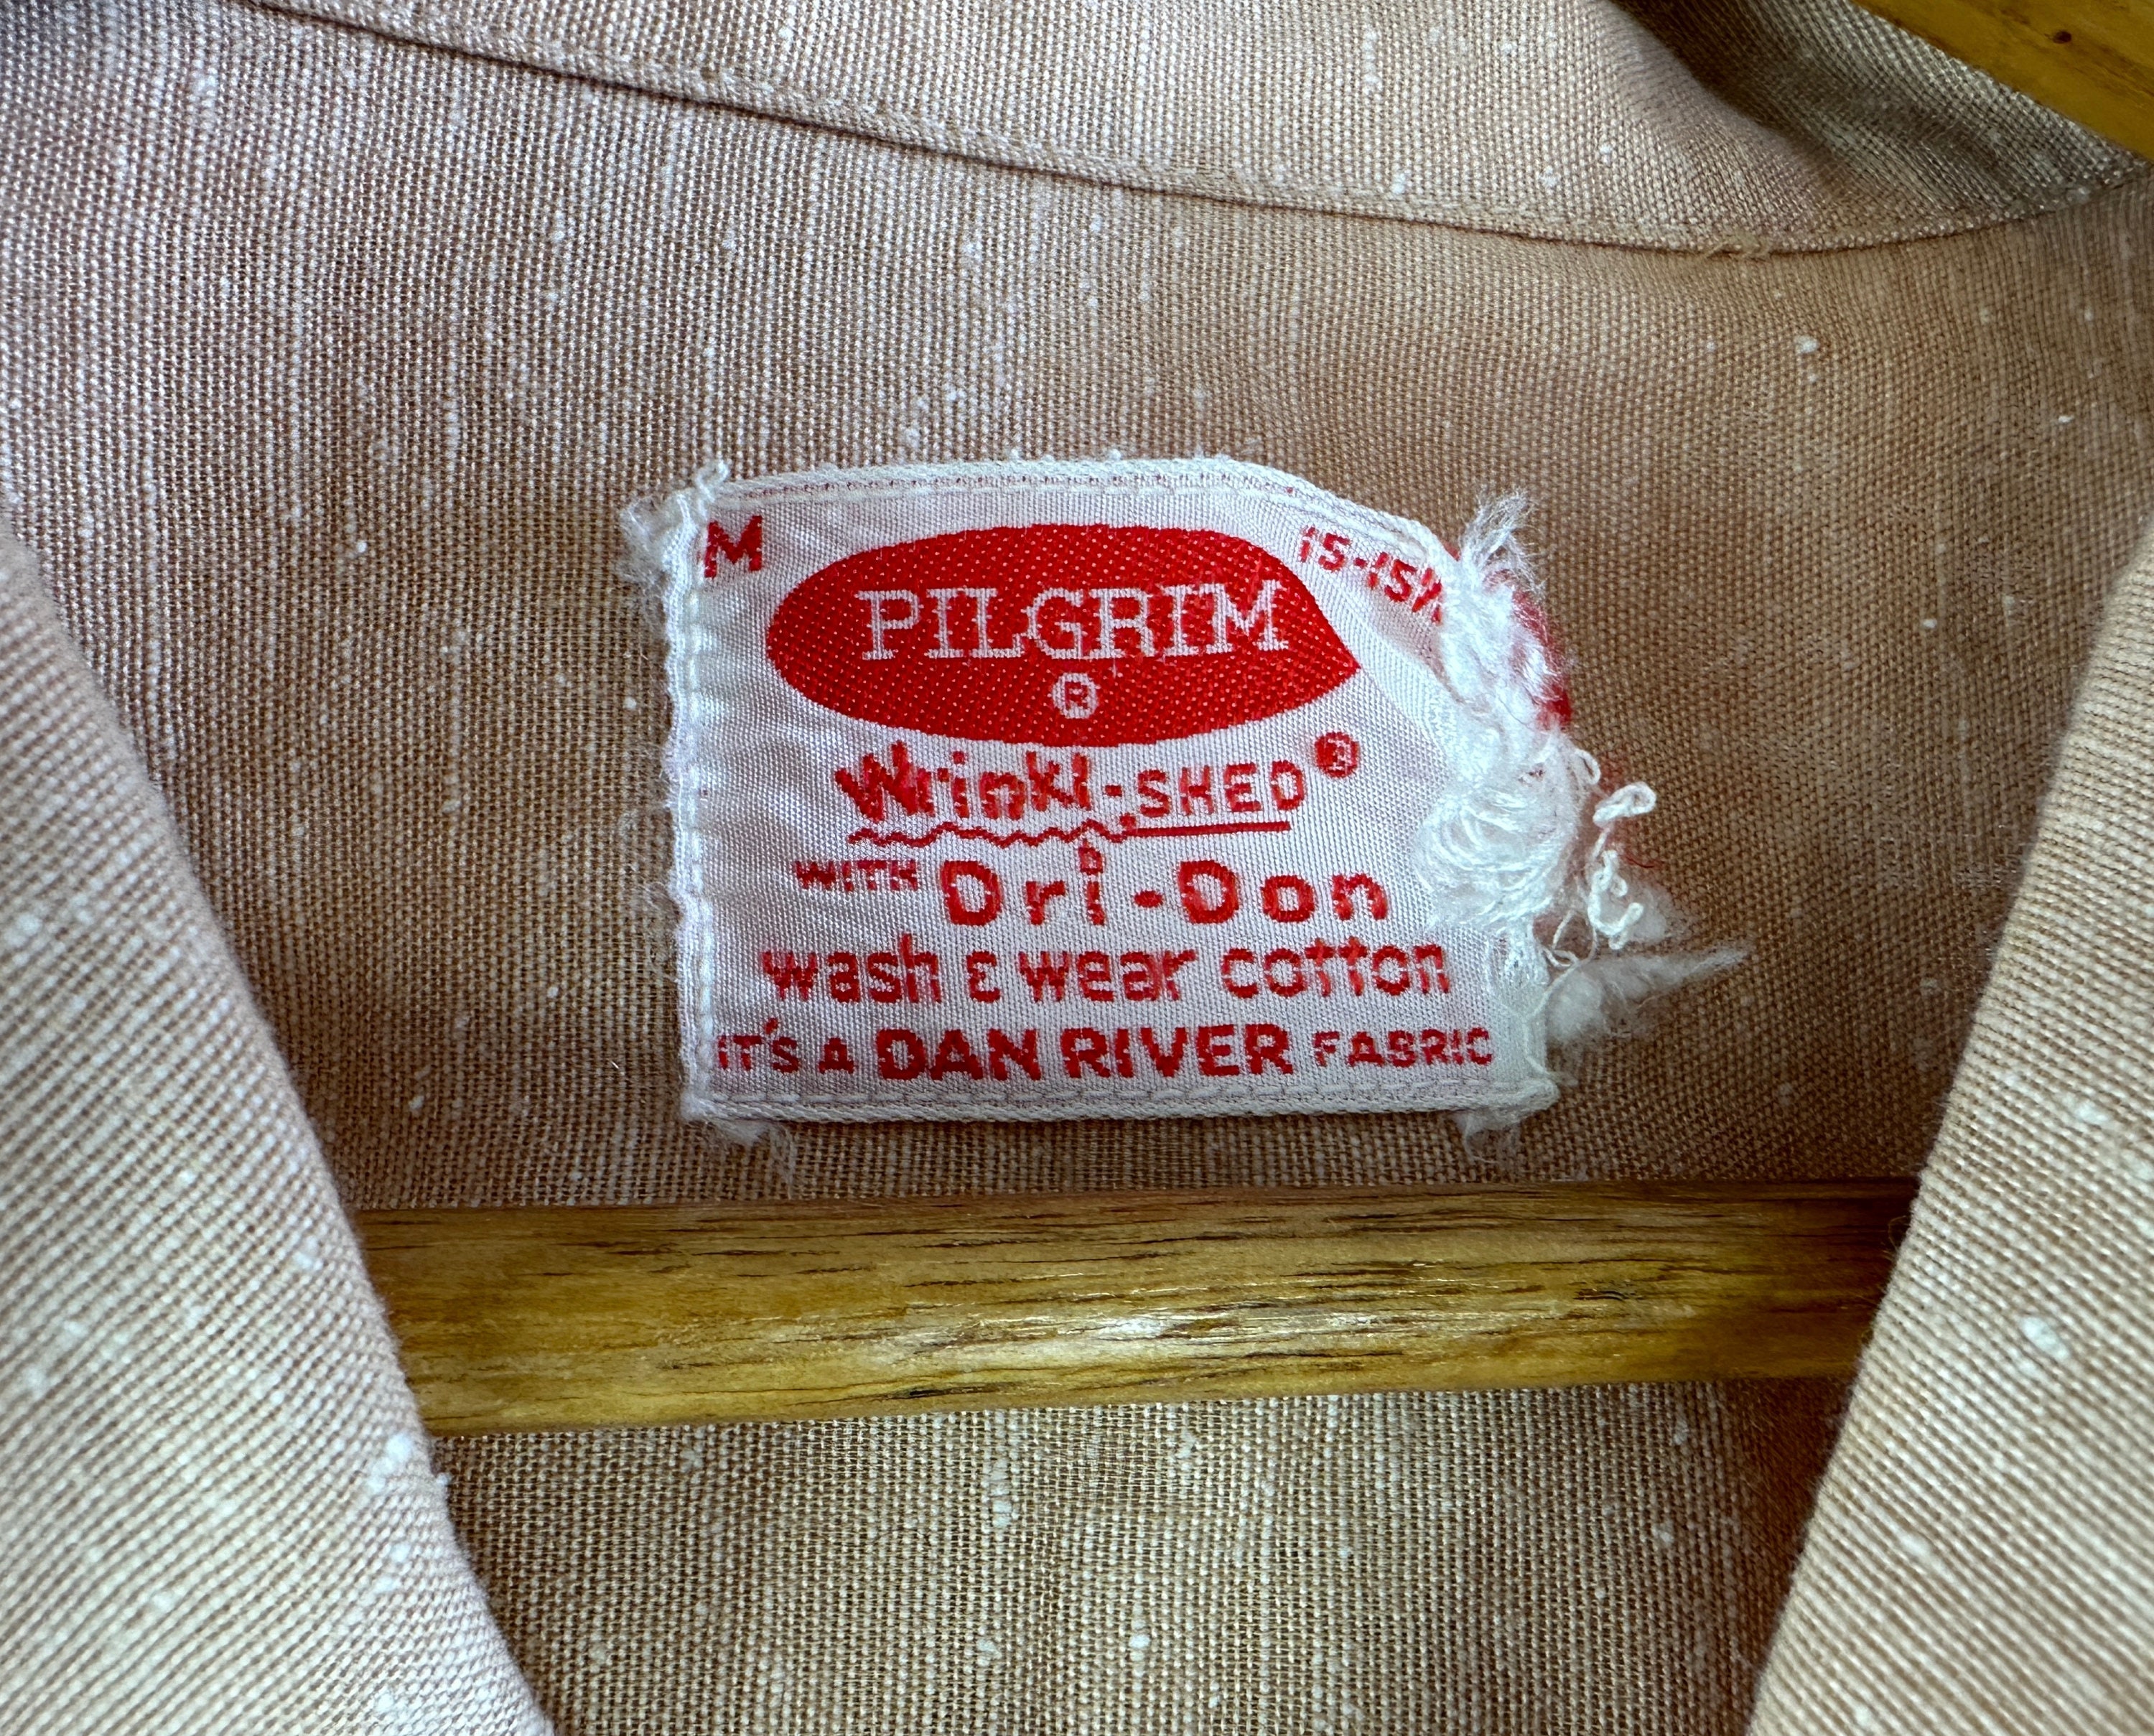 M 15-15½
PILGRIM
®
Wrinkl-SHED®
WITH Dri-Don
wash & wear cotton
IT'S A DAN RIVER FABRIC